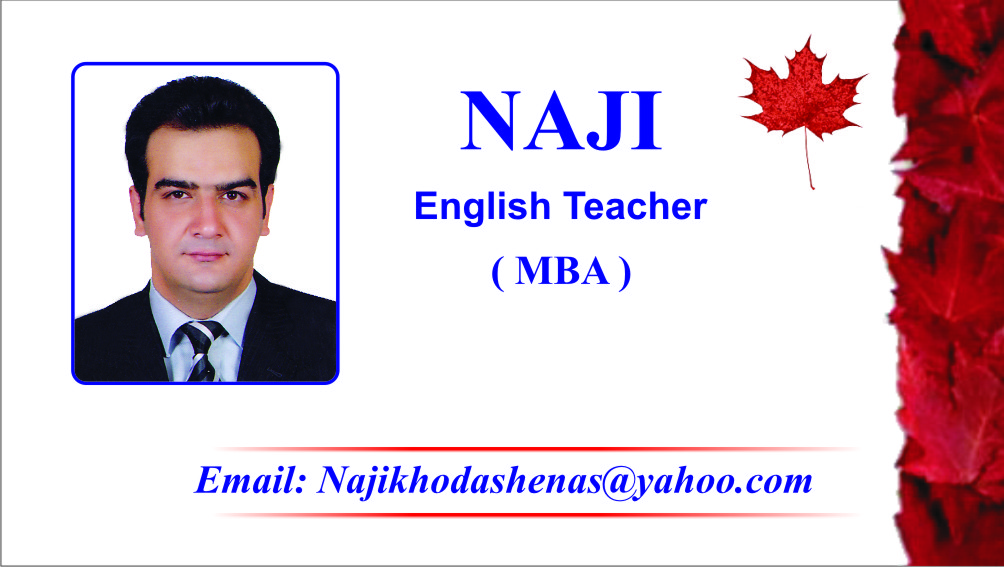 NAJI
English Teacher
( MBA )
Email: Najikhodashenas@yahoo.com